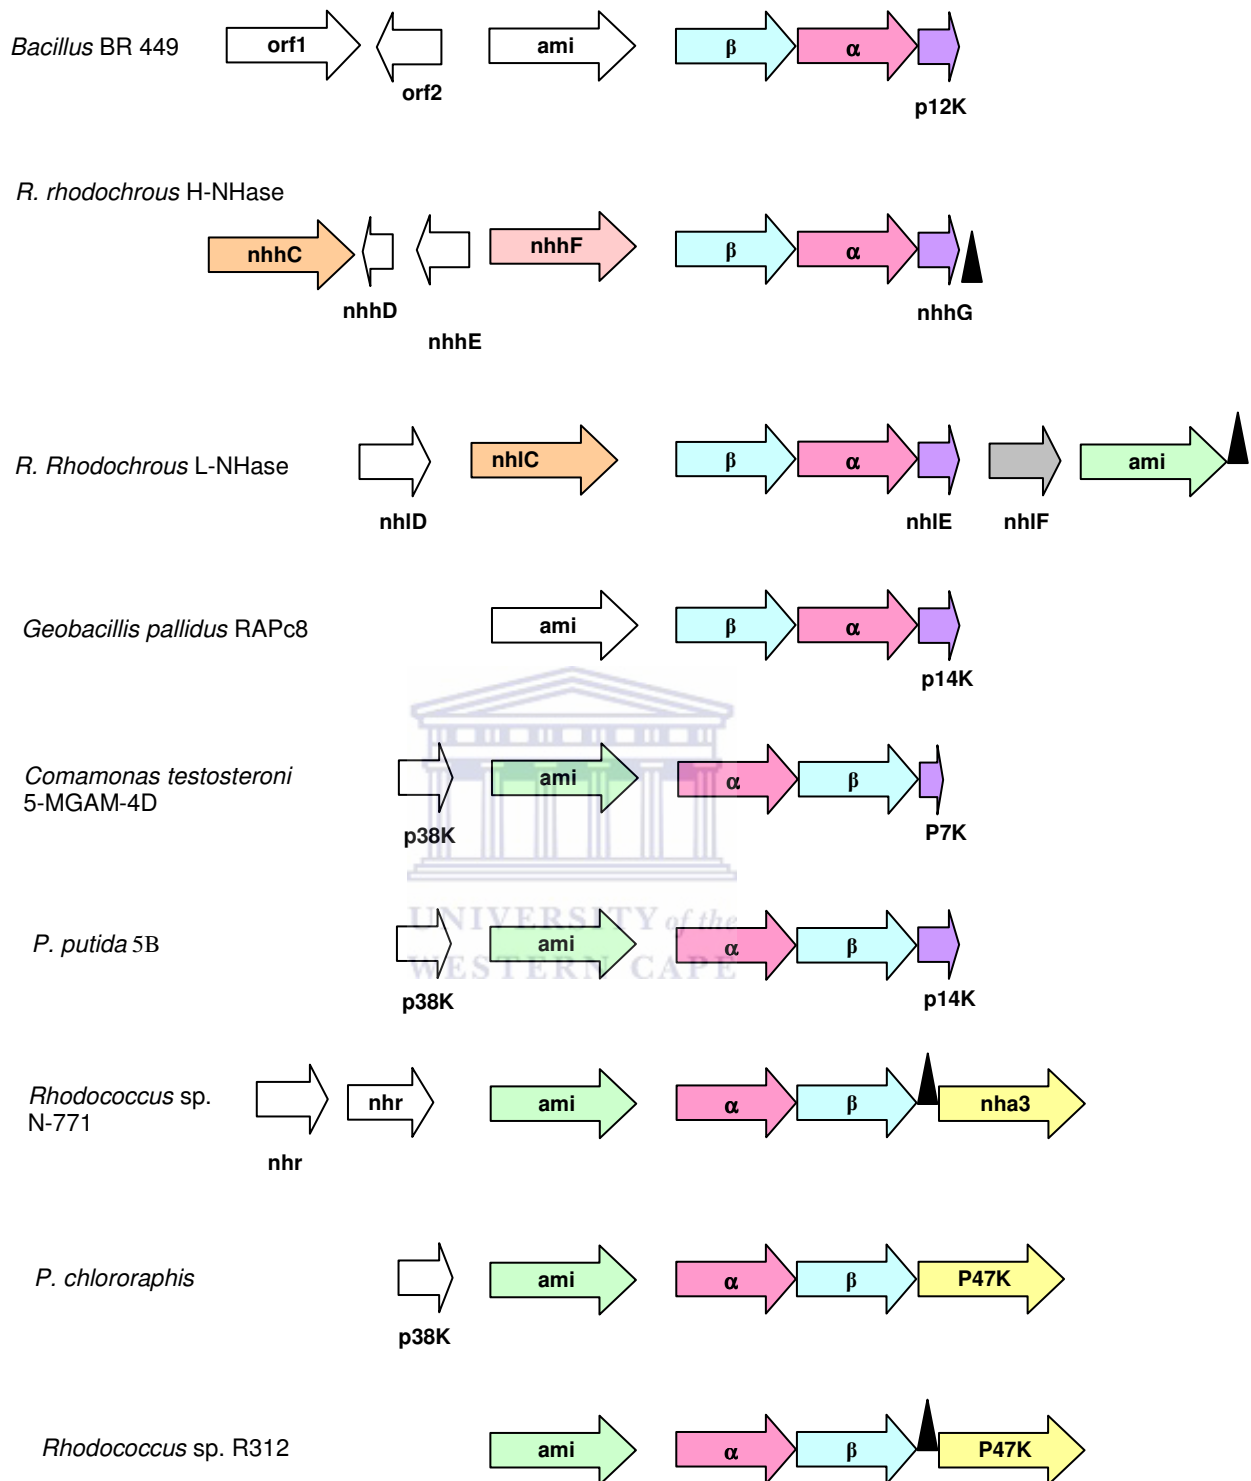 Bacillus BR 449
orf1
orf2
ami
β
α
p12K
R. rhodochrous H-NHase
nhhC
nhhD
nhhE
nhhF
β
α
nhhG
R. Rhodochrous L-NHase
nhlD
nhlC
β
α
nhlE
nhlF
ami
Geobacillis pallidus RAPc8
ami
β
α
p14K
Comamonas testosteroni
5-MGAM-4D
p38K
ami
α
β
P7K
UNIVERSITY of the
WESTERN CAPE
P. putida 5B
p38K
ami
α
β
p14K
Rhodococcus sp.
N-771
nhr
nhr
ami
α
β
nha3
P. chlororaphis
p38K
ami
α
β
P47K
Rhodococcus sp. R312
ami
α
β
P47K